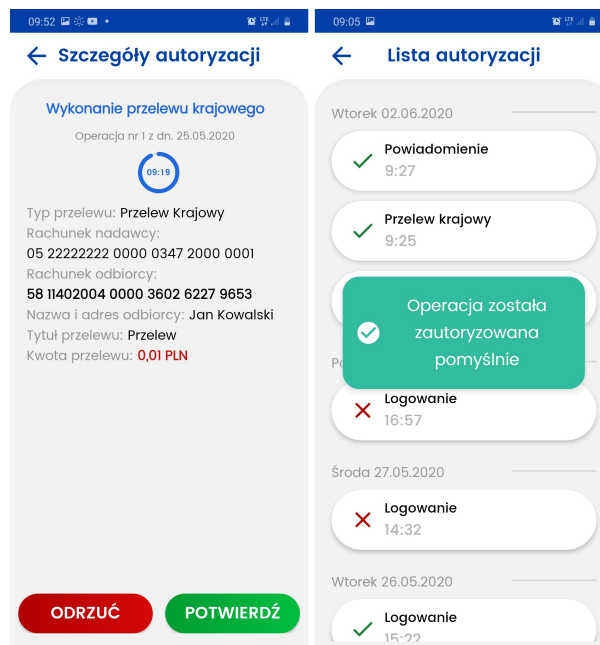 09:52
Szczegóły autoryzacji
Wykonanie przelewu krajowego
Operacja nr 1 z dn. 25.05.2020
09:19
Typ przelewu: Przelew Krajowy
Rachunek nadawcy:
05 22222222 0000 0347 2000 0001
Rachunek odbiorcy:
58 11402004 0000 3602 6227 9653
Nazwa i adres odbiorcy: Jan Kowalski
Tytuł przelewu: Przelew
Kwota przelewu: 0,01 PLN
ODRZUĆ
POTWIERDŹ
09:05
Lista autoryzacji
Wtorek 02.06.2020
Powiadomienie
9:27
Przelew krajowy
9:25
Operacja została
zautoryzowana
pomyślnie
Logowanie
16:57
Środa 27.05.2020
Logowanie
14:32
Wtorek 26.05.2020
Logowanie
15:22